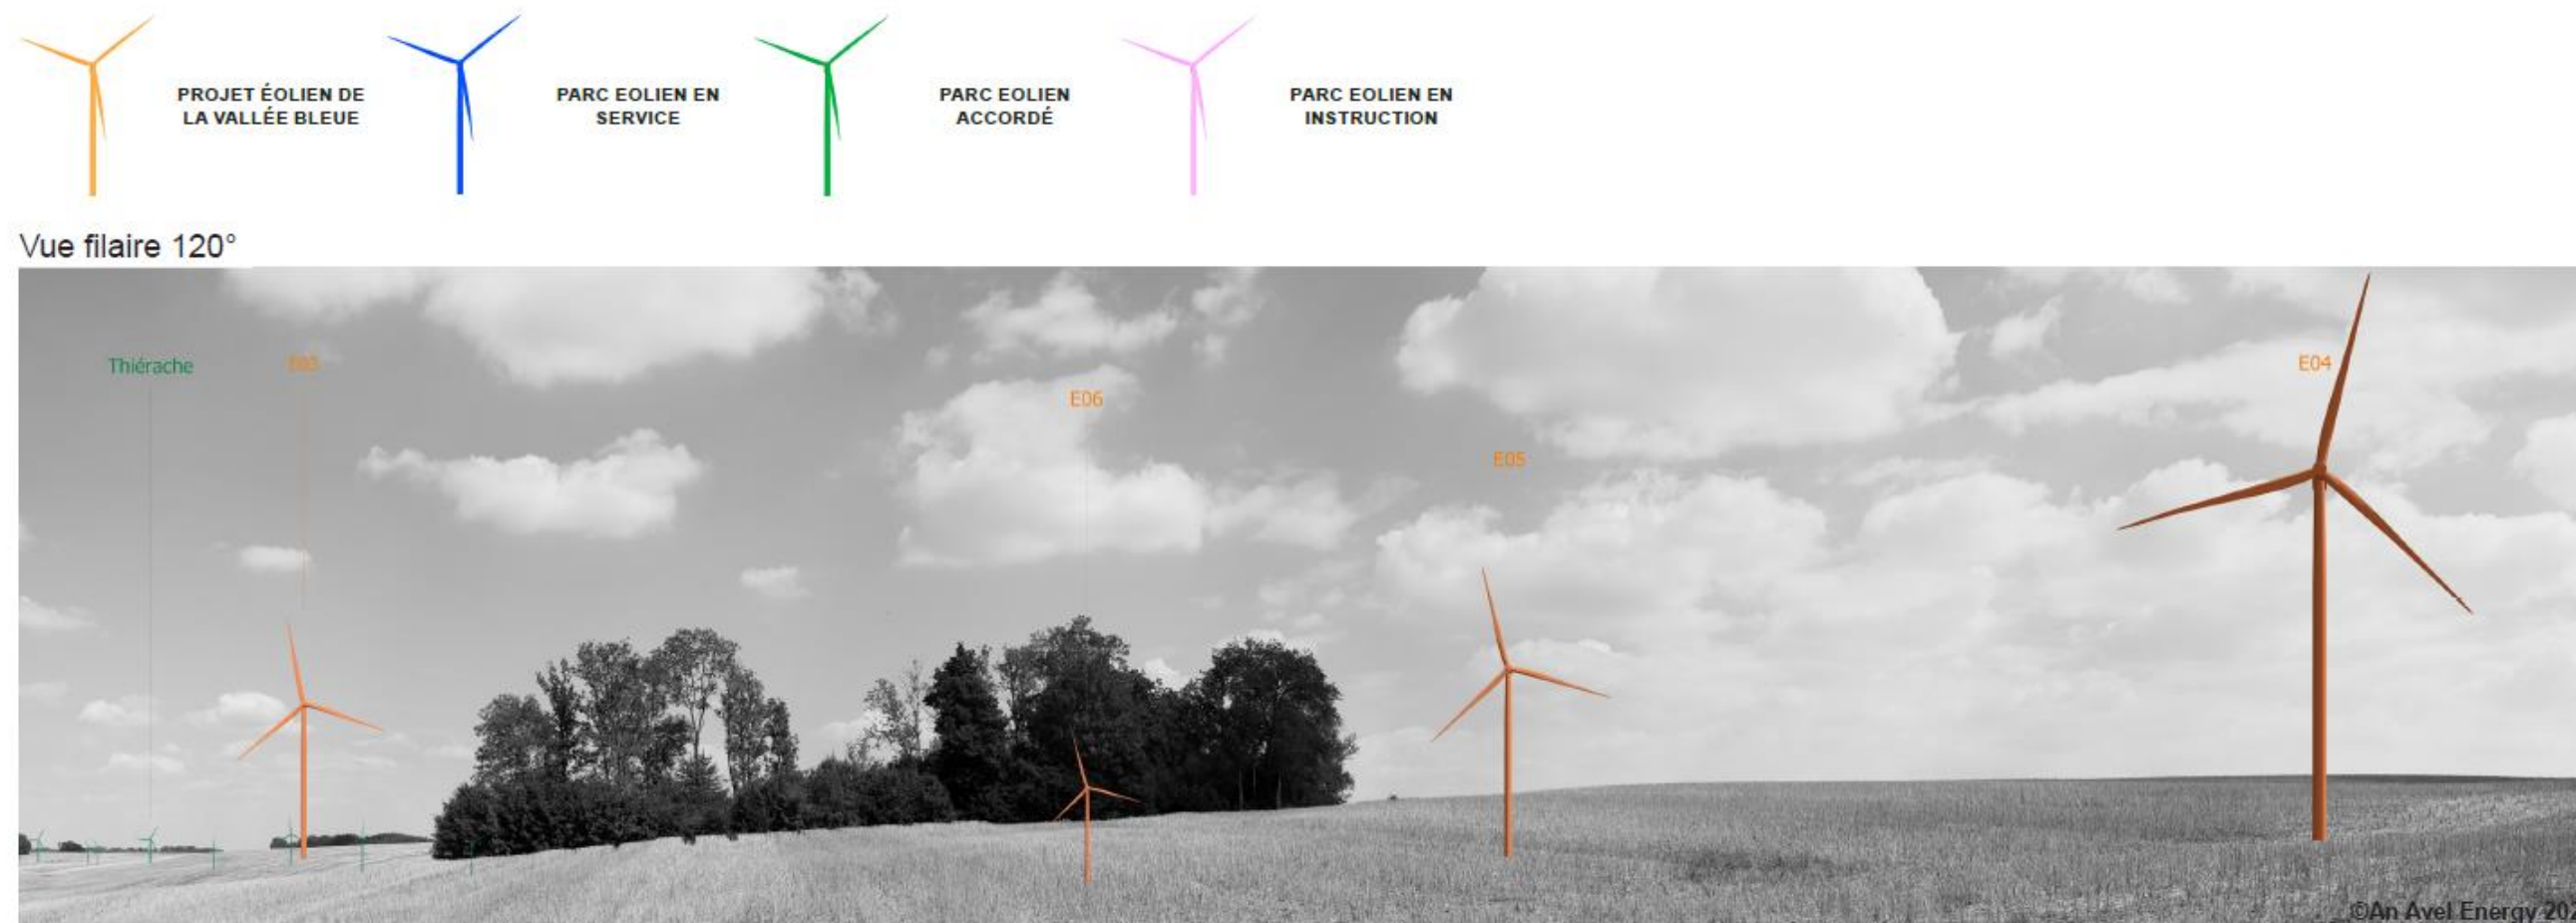 PROJET ÉOLIEN DE
LA VALLÉE BLEUE
PARC EOLIEN EN
SERVICE
PARC EOLIEN
ACCORDÉ
PARC EOLIEN EN
INSTRUCTION
Vue filaire 120°
Thiérache
E03
E06
E05
E04
©An Avel Energy